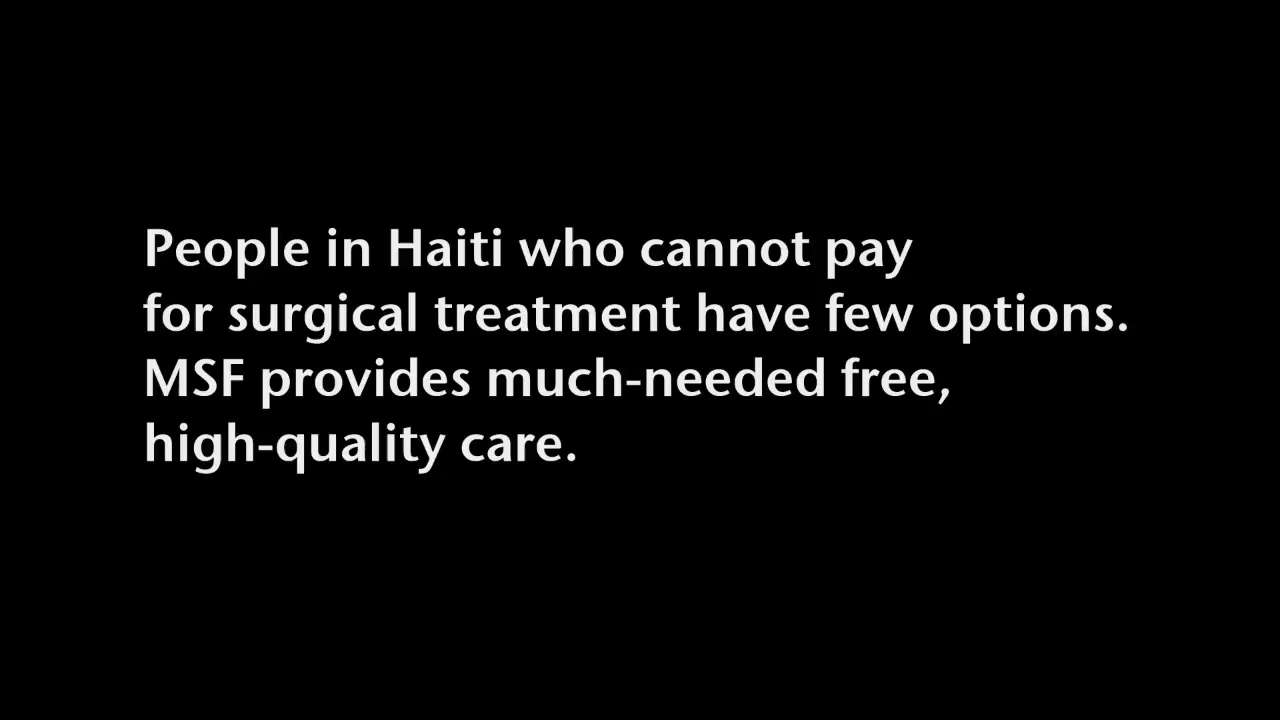 People in Haiti who cannot pay
for surgical treatment have few options.
MSF provides much-needed free,
high-quality care.